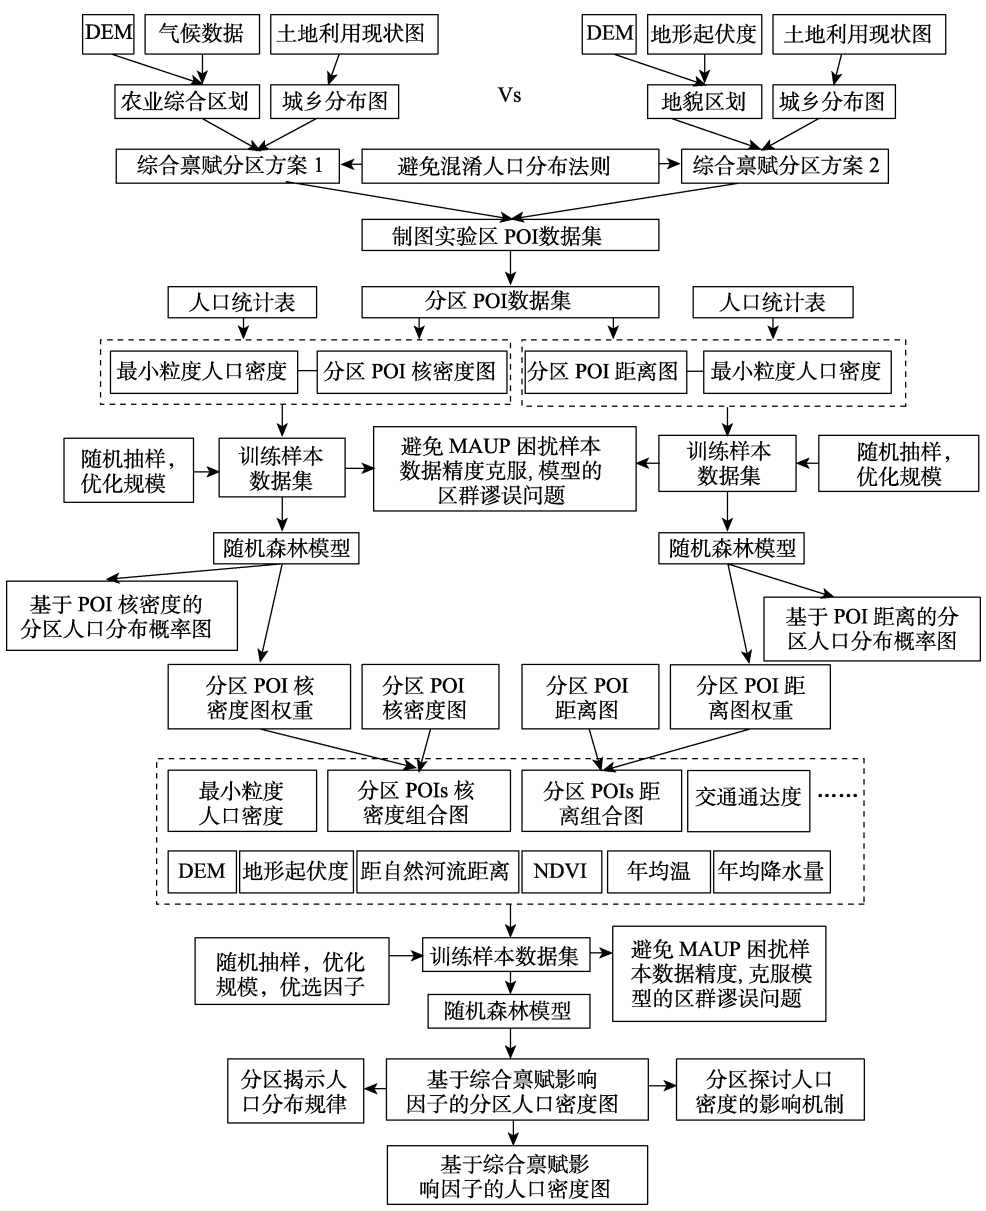 DEM
气候数据
土地利用现状图
DEM
地形起伏度
土地利用现状图
农业综合区划
城乡分布图
Vs
地貌区划
城乡分布图
综合禀赋分区方案 1
避免混淆人口分布法则
综合禀赋分区方案 2
制图实验区 POI数据集
人口统计表
分区 POI数据集
人口统计表
最小粒度人口密度
分区 POI 核密度图
分区 POI 距离图
最小粒度人口密度
随机抽样,
优化规模
训练样本
数据集
避免 MAUP 困扰样本
数据精度克服, 模型的
区群谬误问题
训练样本
数据集
随机抽样,
优化规模
随机森林模型
随机森林模型
基于 POI 核密度的
分区人口分布概率图
基于 POI 距离的分
区人口分布概率图
分区 POI 核
密度图权重
分区 POI
核密度图
分区 POI
距离图
分区 POI 距
离图权重
最小粒度
人口密度
分区 POIs 核
密度组合图
分区 POIs 距
离组合图
交通通达度
……
DEM
地形起伏度
距自然河流距离
NDVI
年均温
年均降水量
随机抽样, 优化
规模, 优选因子
训练样本数据集
避免 MAUP 困扰样
本数据精度, 克服模
型的区群谬误问题
随机森林模型
分区揭示人
口分布规律
基于综合禀赋影响
因子的分区人口密度图
分区探讨人口
密度的影响机制
基于综合禀赋影
响因子的人口密度图